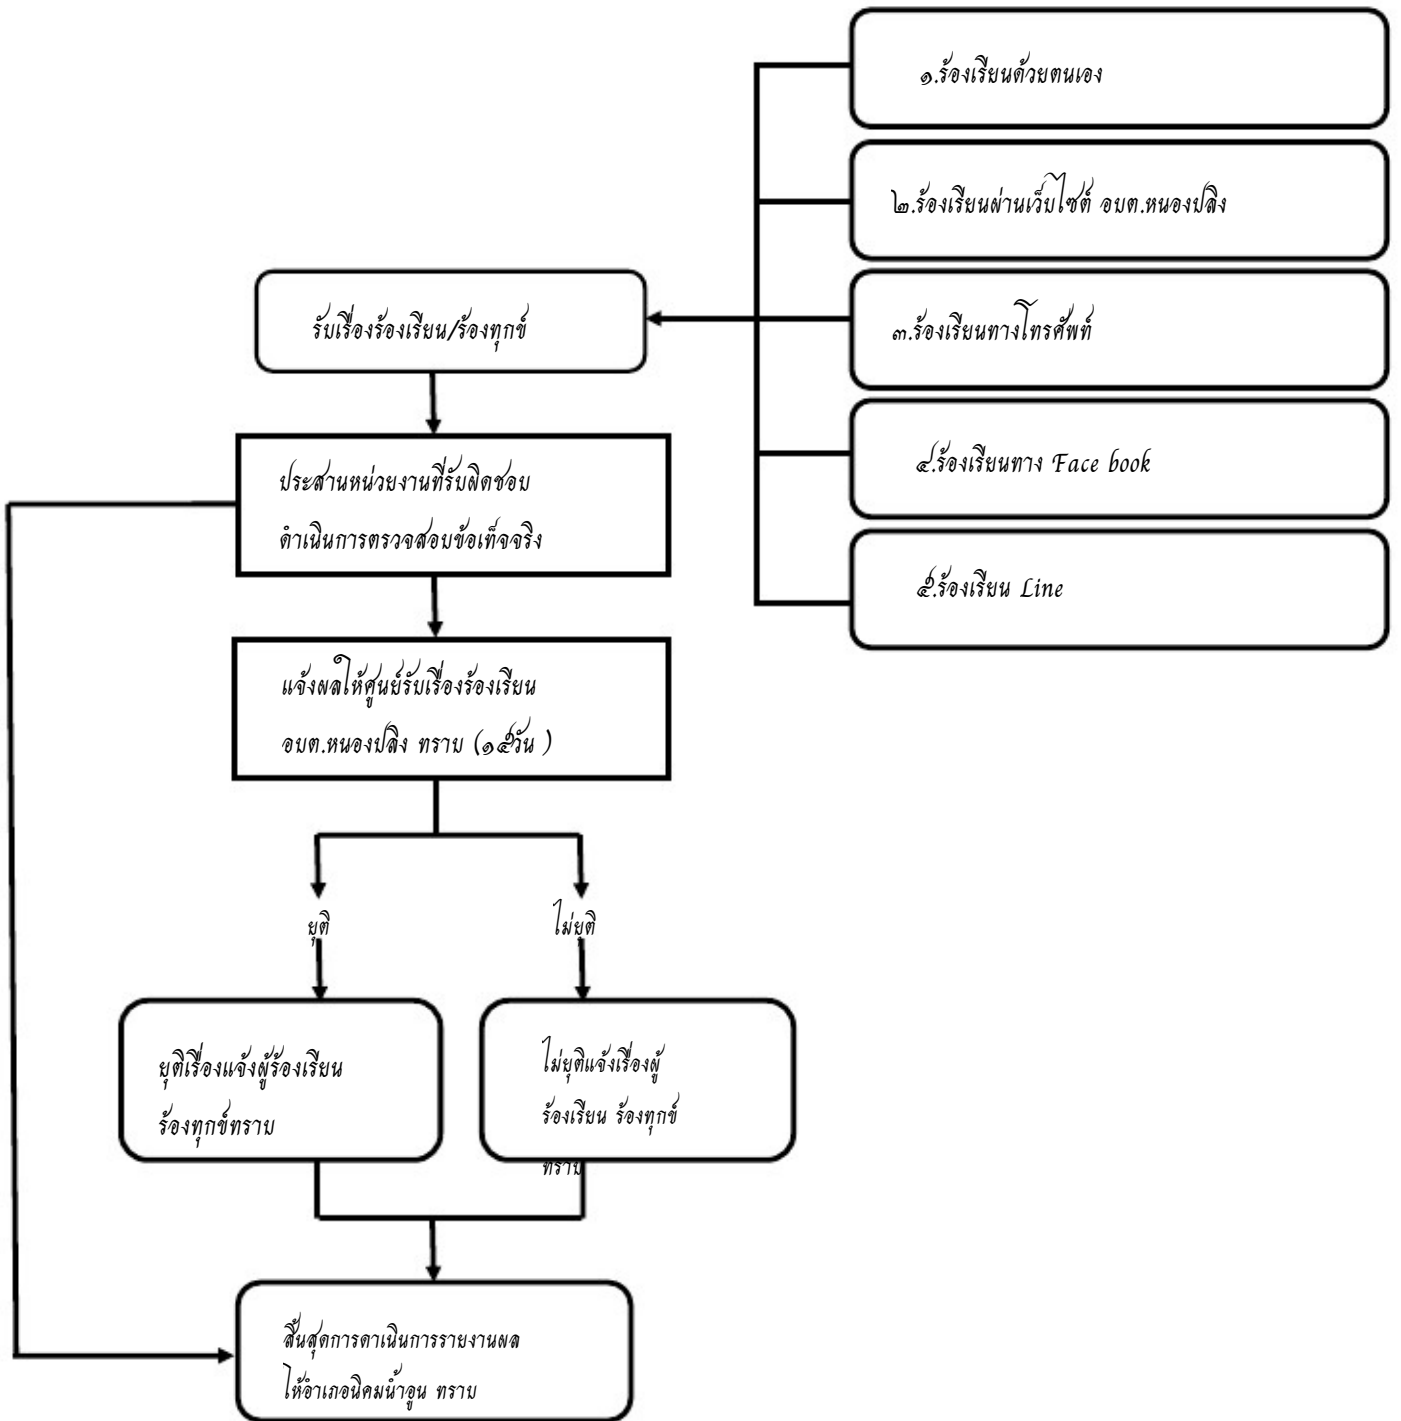 ๑.ร้องเรียนด้วยตนเอง
๒.ร้องเรียนผ่านเว็บไซต์ อบต.หนองปลิง
รับเรื่องร้องเรียน/ร้องทุกข์
๓.ร้องเรียนทางโทรศัพท์
๔.ร้องเรียนทาง Face book
๕.ร้องเรียน Line
ประสานหน่วยงานที่รับผิดชอบ
ดำเนินการตรวจสอบข้อเท็จจริง
แจ้งผลให้ศูนย์รับเรื่องร้องเรียน
อบต.หนองปลิง ทราบ (๑๕วัน )
ยุติ
ไม่ยุติ
ยุติเรื่องแจ้งผู้ร้องเรียน
ร้องทุกข์ทราบ
ไม่ยุติแจ้งเรื่องผู้
ร้องเรียน ร้องทุกข์
ทราบ
สิ้นสุดการดาเนินการรายงานผล
ให้อำเภอนิคมน้ำอูน ทราบ